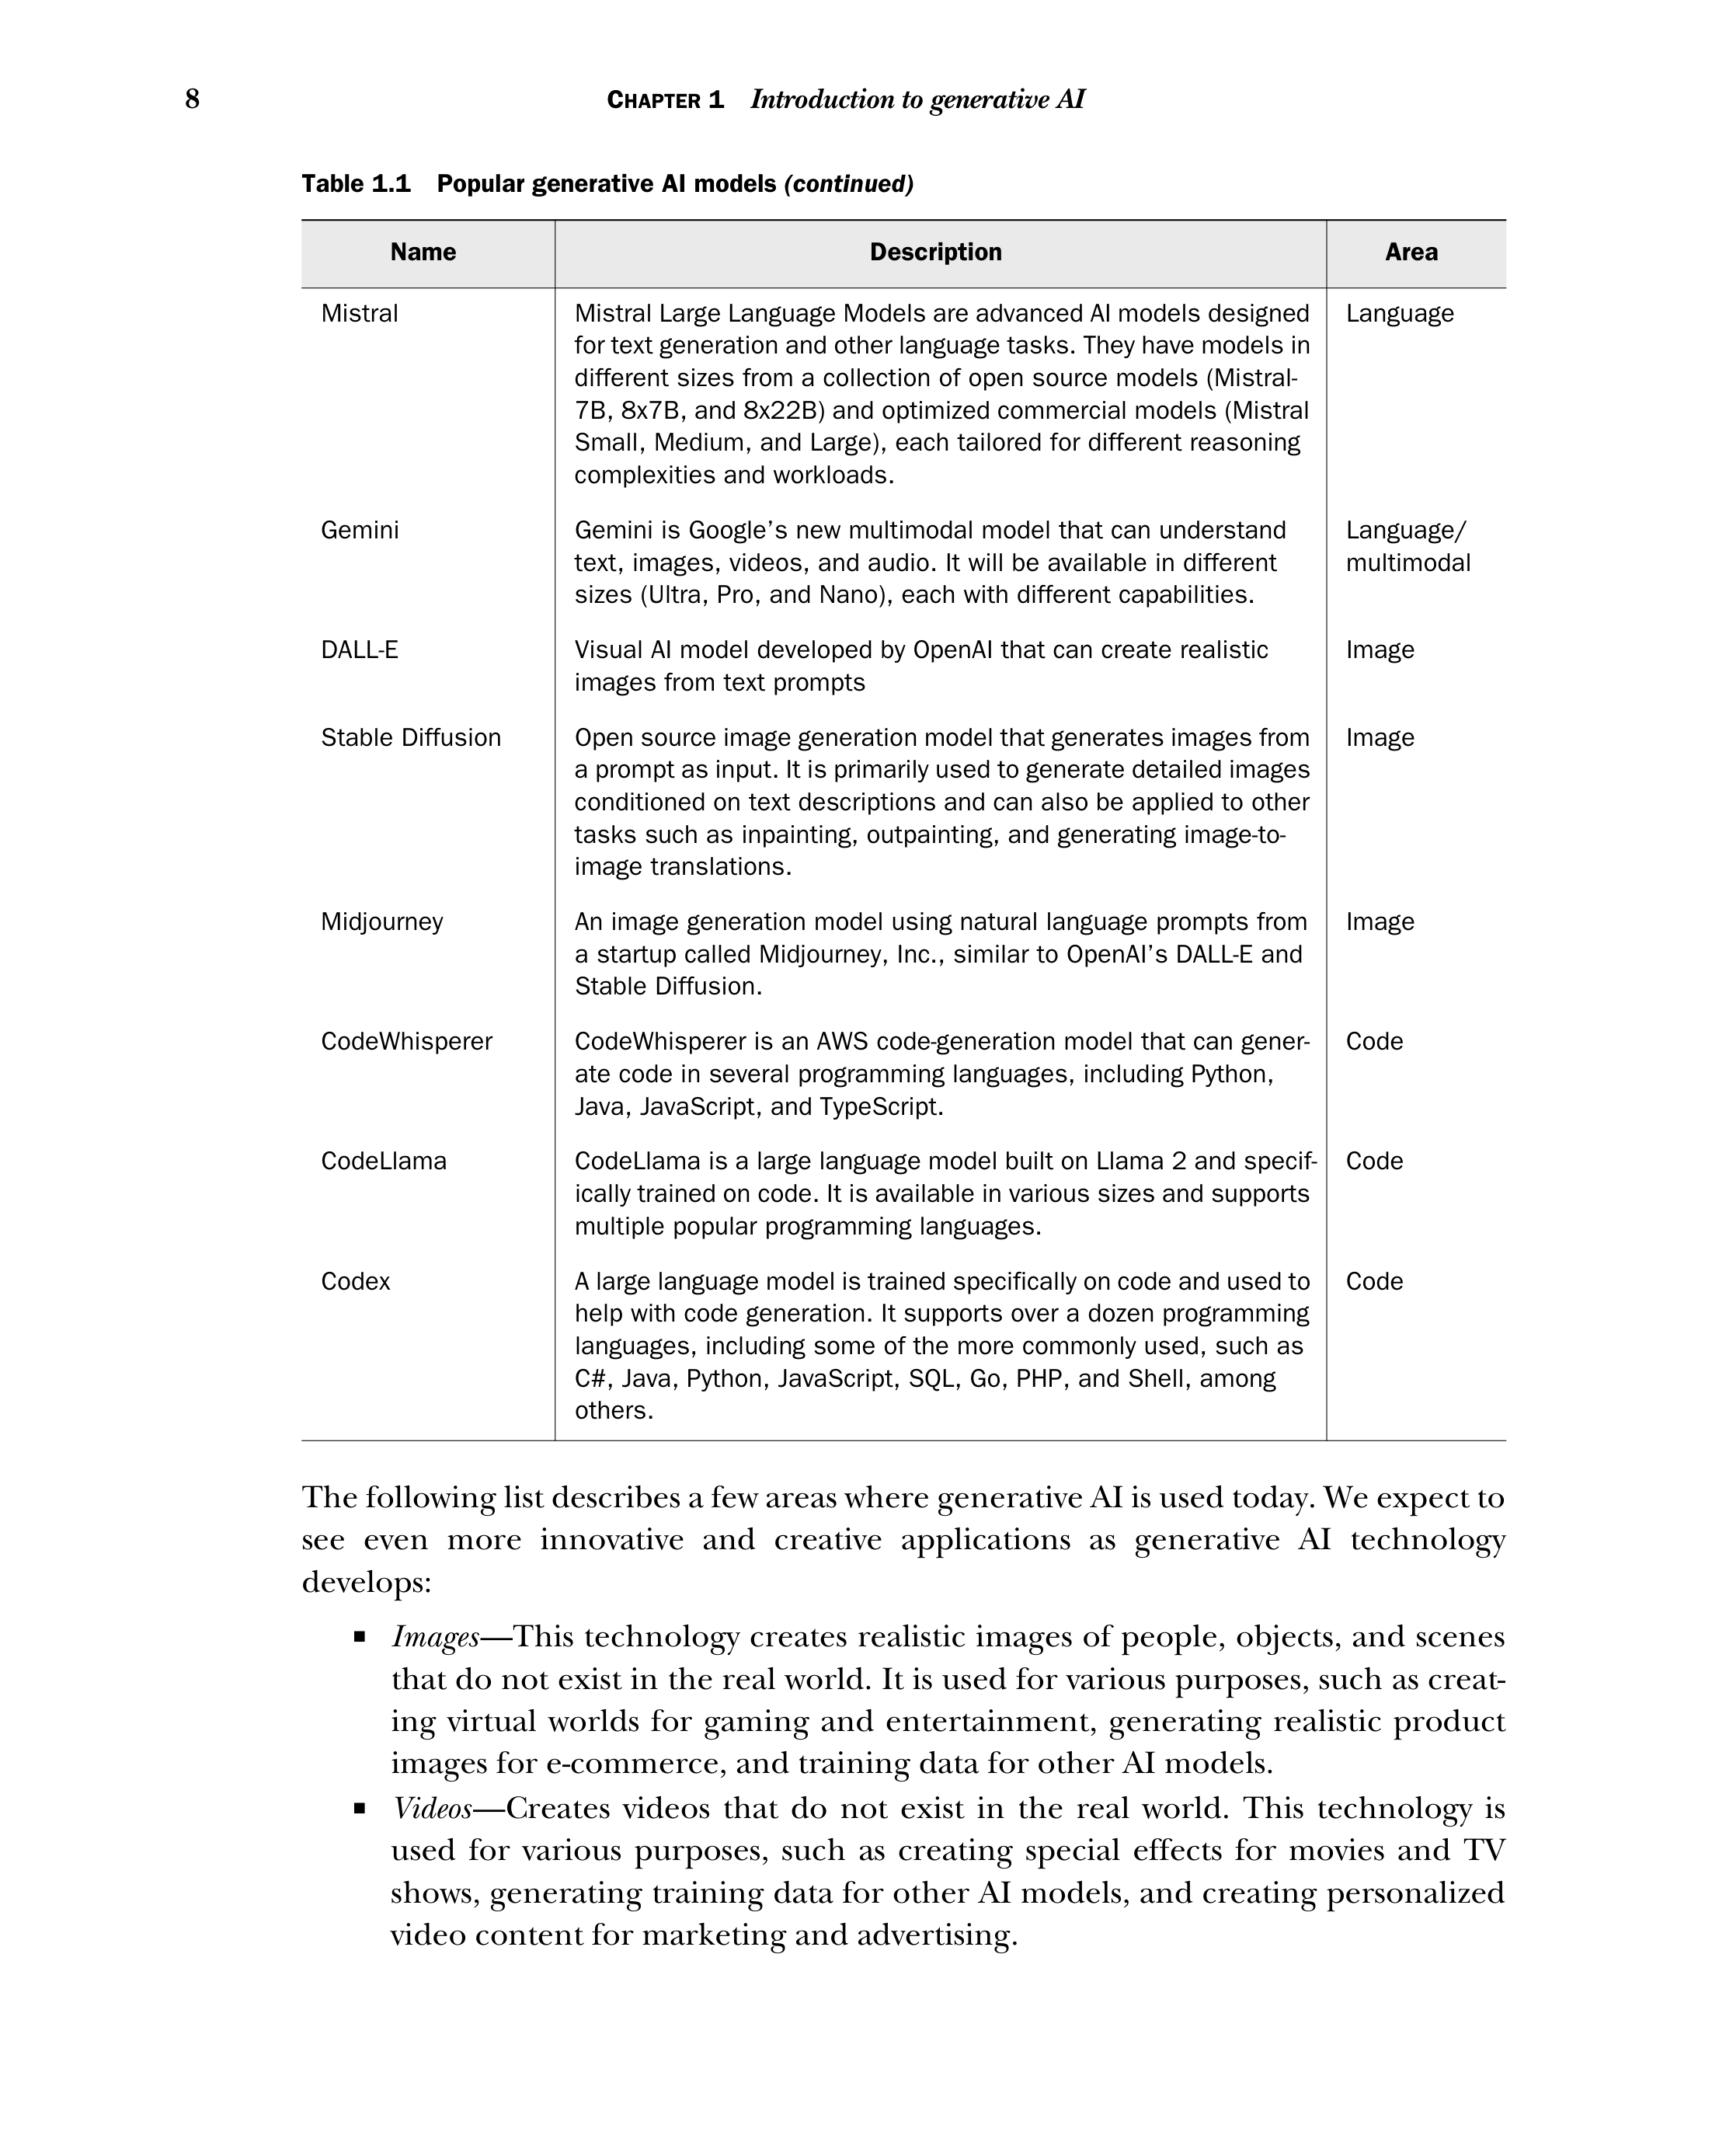 8
CHAPTER 1 Introduction to generative AI
Table 1.1 Popular generative AI models (continued)
Name Description Area
Mistral Mistral Large Language Models are advanced AI models designed Language
for text generation and other language tasks. They have models in
different sizes from a collection of open source models (Mistral-
7B, 8x7B, and 8x22B) and optimized commercial models (Mistral
Small, Medium, and Large), each tailored for different reasoning
complexities and workloads.
Gemini Gemini is Google’s new multimodal model that can understand Language/
text, images, videos, and audio. It will be available in different multimodal
sizes (Ultra, Pro, and Nano), each with different capabilities.
DALL-E Visual AI model developed by OpenAI that can create realistic Image
images from text prompts
Stable Diffusion Open source image generation model that generates images from Image
a prompt as input. It is primarily used to generate detailed images
conditioned on text descriptions and can also be applied to other
tasks such as inpainting, outpainting, and generating image-to-
image translations.
Midjourney An image generation model using natural language prompts from Image
a startup called Midjourney, Inc., similar to OpenAI’s DALL-E and
Stable Diffusion.
CodeWhisperer CodeWhisperer is an AWS code-generation model that can gener- Code
ate code in several programming languages, including Python,
Java, JavaScript, and TypeScript.
CodeLlama CodeLlama is a large language model built on Llama 2 and specif- Code
ically trained on code. It is available in various sizes and supports
multiple popular programming languages.
Codex A large language model is trained specifically on code and used to Code
help with code generation. It supports over a dozen programming
languages, including some of the more commonly used, such as
C#, Java, Python, JavaScript, SQL, Go, PHP, and Shell, among
others.
The following list describes a few areas where generative AI is used today. We expect to
see even more innovative and creative applications as generative AI technology
develops:
■ Images—This technology creates realistic images of people, objects, and scenes
that do not exist in the real world. It is used for various purposes, such as creat-
ing virtual worlds for gaming and entertainment, generating realistic product
images for e-commerce, and training data for other AI models.
■ Videos—Creates videos that do not exist in the real world. This technology is
used for various purposes, such as creating special effects for movies and TV
shows, generating training data for other AI models, and creating personalized
video content for marketing and advertising.